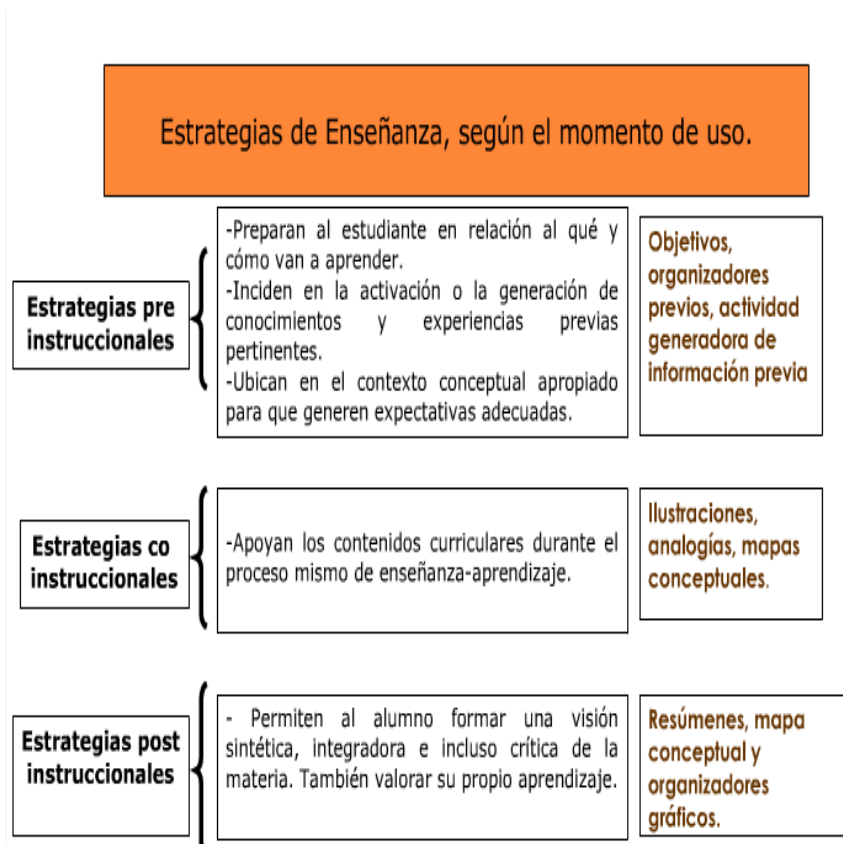 Estrategias de Enseñanza, según el momento de uso.
Estrategias pre
instruccionales
-Preparan al estudiante en relación al qué y
cómo van a aprender.
-Inciden en la activación o la generación de
conocimientos y experiencias previas
pertinentes.
-Ubican en el contexto conceptual apropiado
para que generen expectativas adecuadas.
Objetivos,
organizadores
previos, actividad
generadora de
información previa
Estrategias co
instruccionales
-Apoyan los contenidos curriculares durante el
proceso mismo de enseñanza-aprendizaje.
Ilustraciones,
analogías, mapas
conceptuales.
Estrategias post
instruccionales
- Permiten al alumno formar una visión
sintética, integradora e incluso crítica de la
materia. También valorar su propio aprendizaje.
Resúmenes, mapa
conceptual y
organizadores
gráficos.